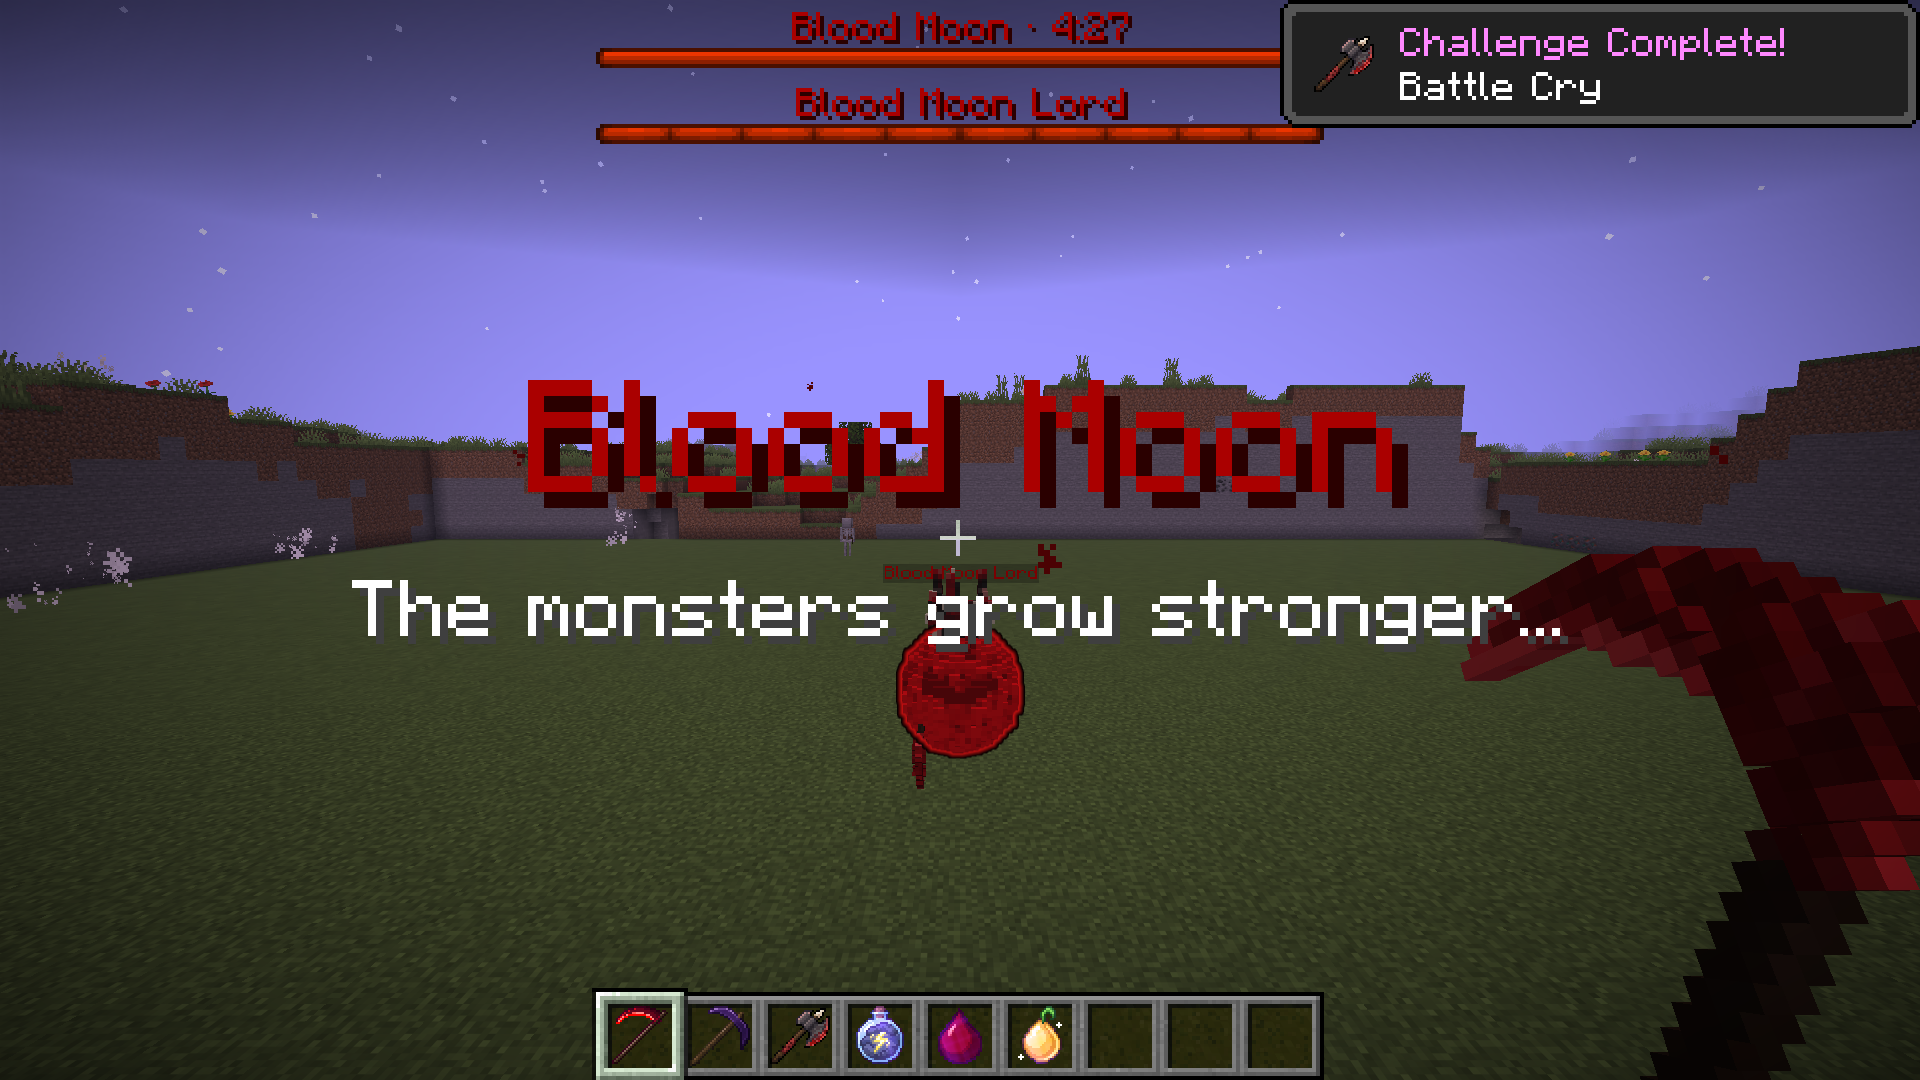 Blood Moon · 4:27
Blood Moon Lord
Challenge Complete!
Battle Cry
Blood Moon
Blood Moon Lord
The monsters grow stronger...